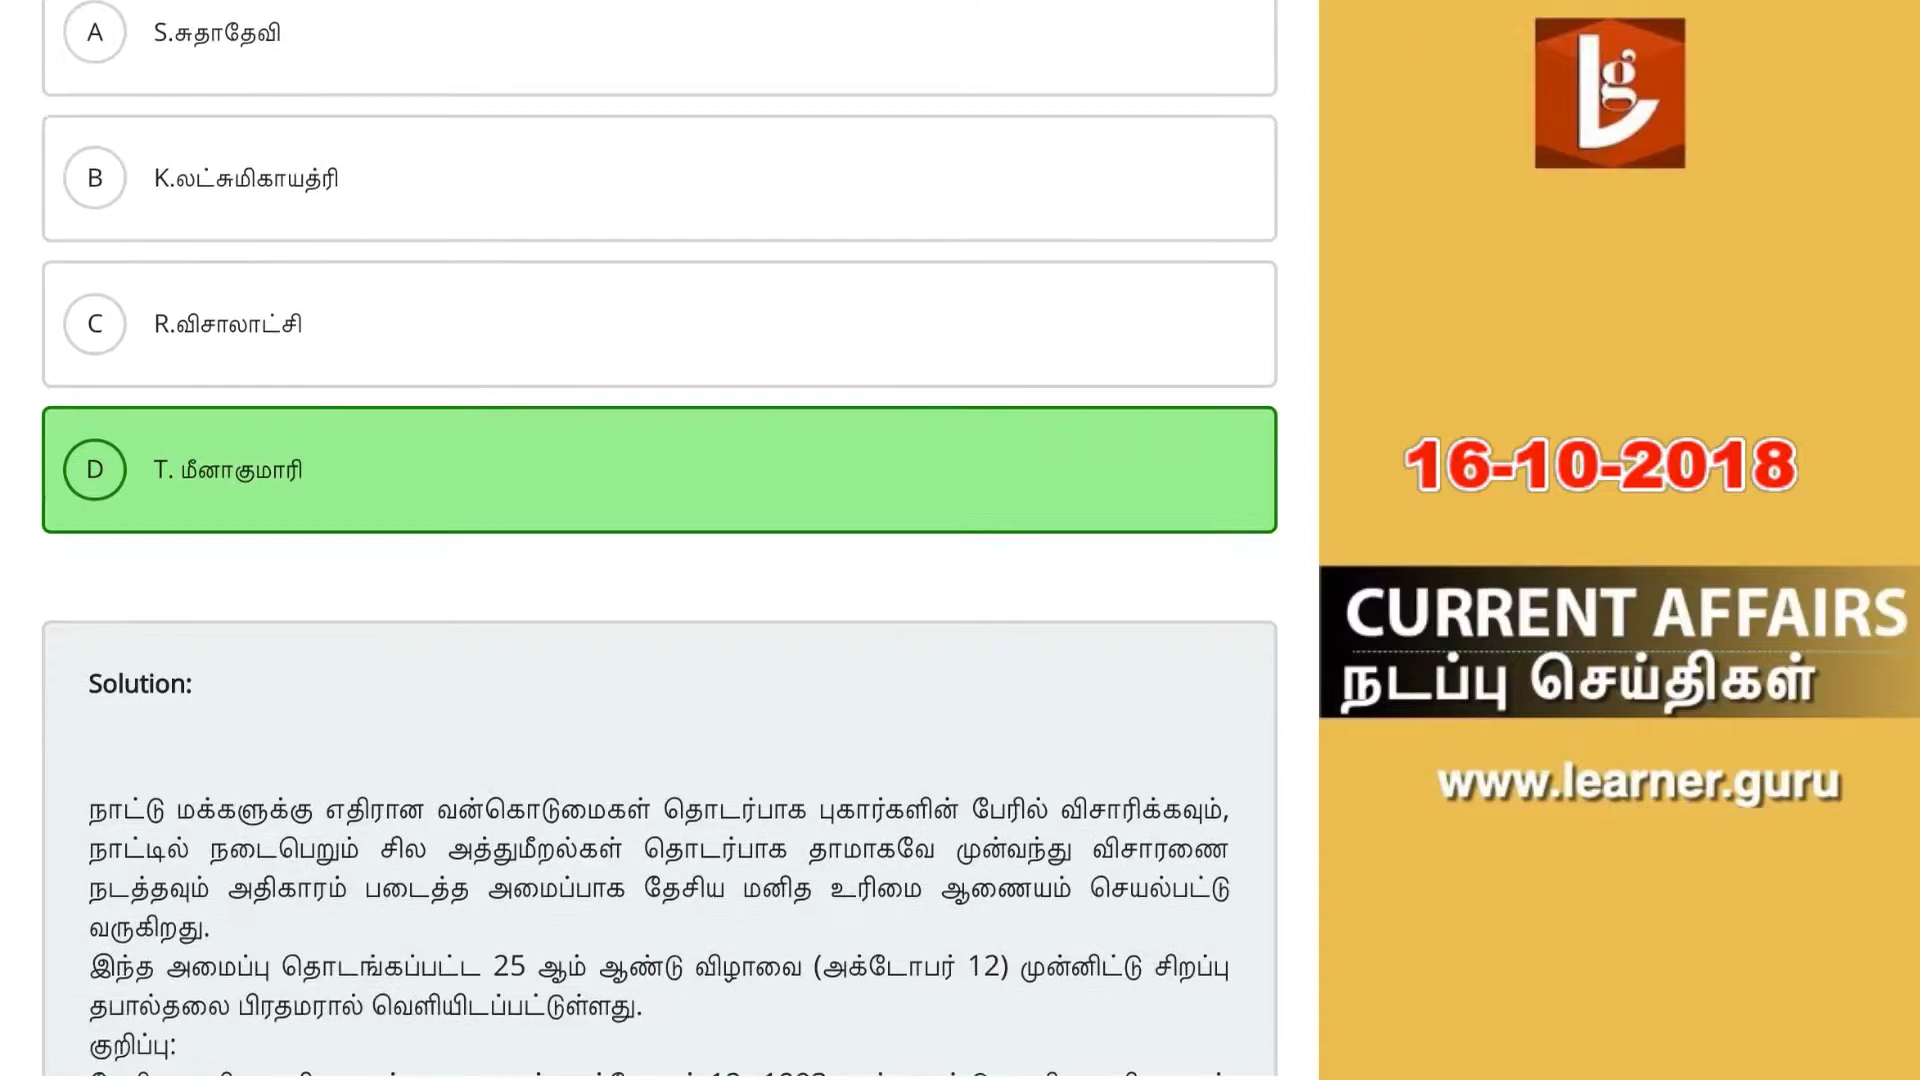 A S.சுதாதேவி
B K.லட்சுமிகாயத்ரி
C R.விசாலாட்சி
D T. மீனாகுமாரி
Solution:
நாட்டு மக்களுக்கு எதிரான வன்கொடுமைகள் தொடர்பாக புகார்களின் பேரில் விசாரிக்கவும்,
நாட்டில் நடைபெறும் சில அத்துமீறல்கள் தொடர்பாக தாமாகவே முன்வந்து விசாரணை
நடத்தவும் அதிகாரம் படைத்த அமைப்பாக தேசிய மனித உரிமை ஆணையம் செயல்பட்டு
வருகிறது.
இந்த அமைப்பு தொடங்கப்பட்ட 25 ஆம் ஆண்டு விழாவை (அக்டோபர் 12) முன்னிட்டு சிறப்பு
தபால்தலை பிரதமரால் வெளியிடப்பட்டுள்ளது.
குறிப்பு:
Lg
16-10-2018
CURRENT AFFAIRS
நடப்பு செய்திகள்
www.learner.guru